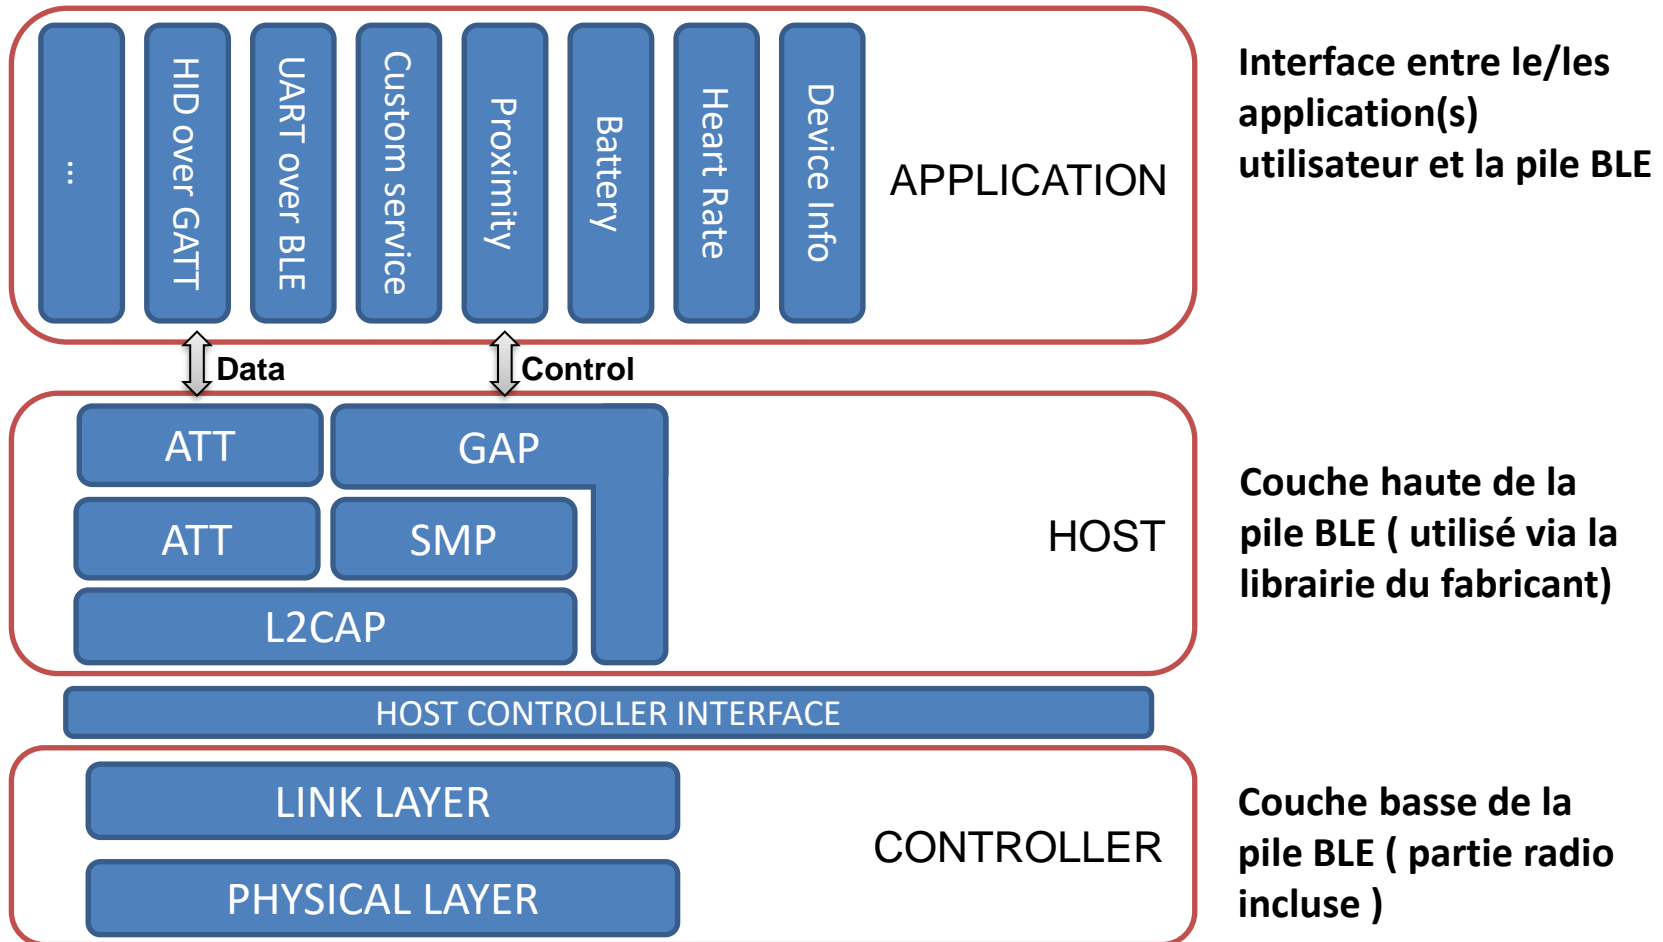 ...
HID over GATT
UART over BLE
Custom service
Proximity
Battery
Heart Rate
Device Info
APPLICATION
Interface entre le/les
application(s)
utilisateur et la pile BLE
Data
Control
ATT
GAP
ATT
SMP
L2CAP
HOST
Couche haute de la
pile BLE ( utilisé via la
librairie du fabricant)
HOST CONTROLLER INTERFACE
LINK LAYER
PHYSICAL LAYER
CONTROLLER
Couche basse de la
pile BLE ( partie radio
incluse )